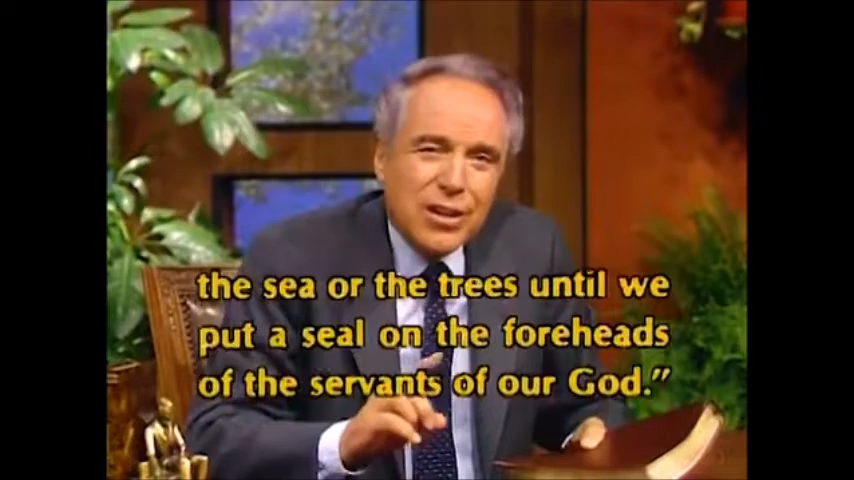 the sea or the trees until we
put a seal on the foreheads
of the servants of our God.”